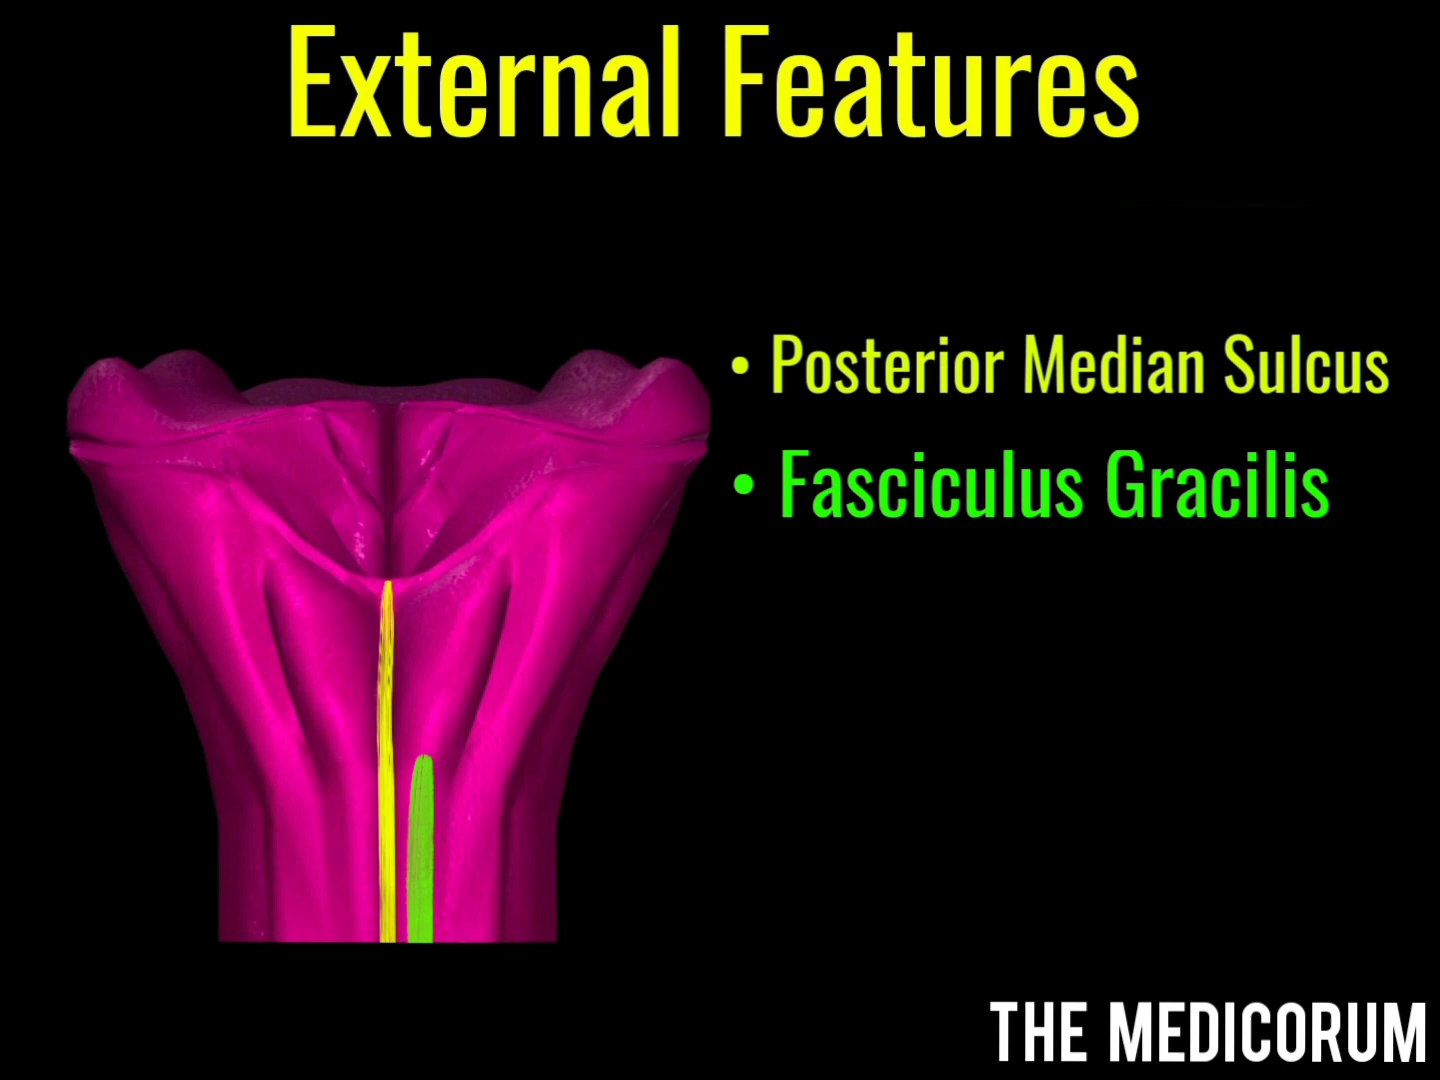 External Features
• Posterior Median Sulcus
• Fasciculus Gracilis
THE MEDICORUM